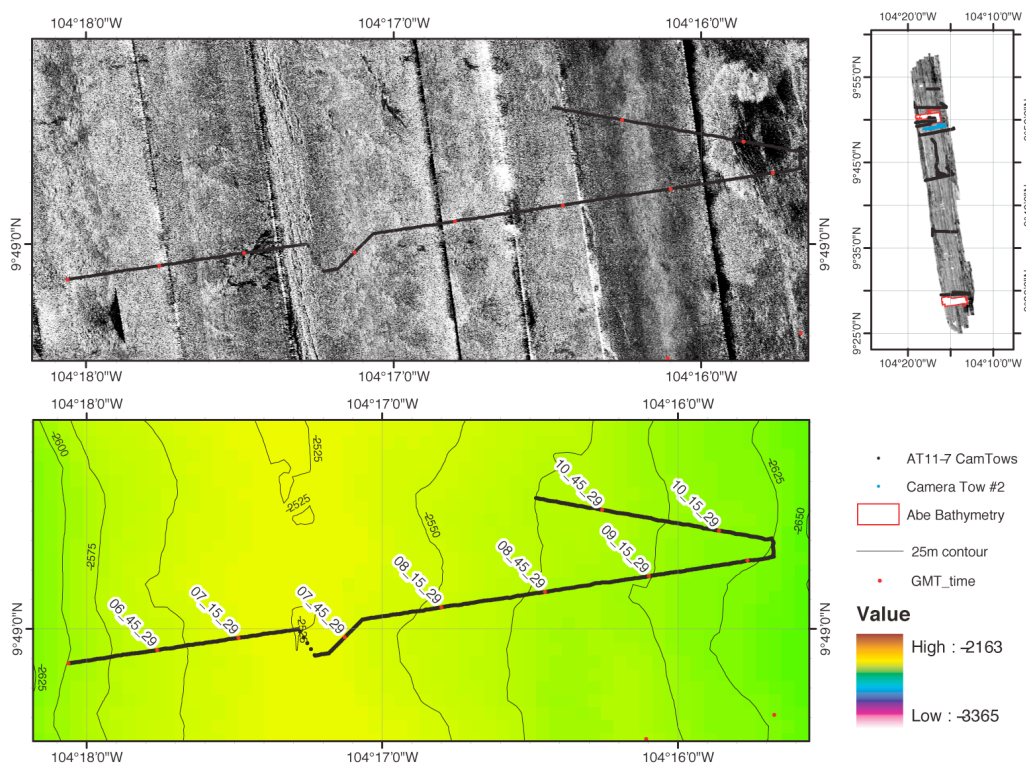 104°18'0"W 104°17'0"W 104°16'0"W
9°49'0"N 9°49'0"N
104°18'0"W 104°17'0"W 104°16'0"W
104°20'0"W 104°10'0"W
9°55'0"N
9°45'0"N
9°35'0"N
9°25'0"N
104°20'0"W 104°10'0"W
104°18'0"W 104°17'0"W 104°16'0"W
-2600
-2525
-2625
-2525
10_45_29
10_15_29
-2650
-2575
-2550
08_15_29
08_45_29
09_15_29
07_15_29
06_45_29
07_45_29
9°49'0"N 9°49'0"N
-2625
104°18'0"W 104°17'0"W 104°16'0"W
AT11-7 CamTows
Camera Tow #2
Abe Bathymetry
25m contour
GMT_time
Value
High : -2163
Low : -3365